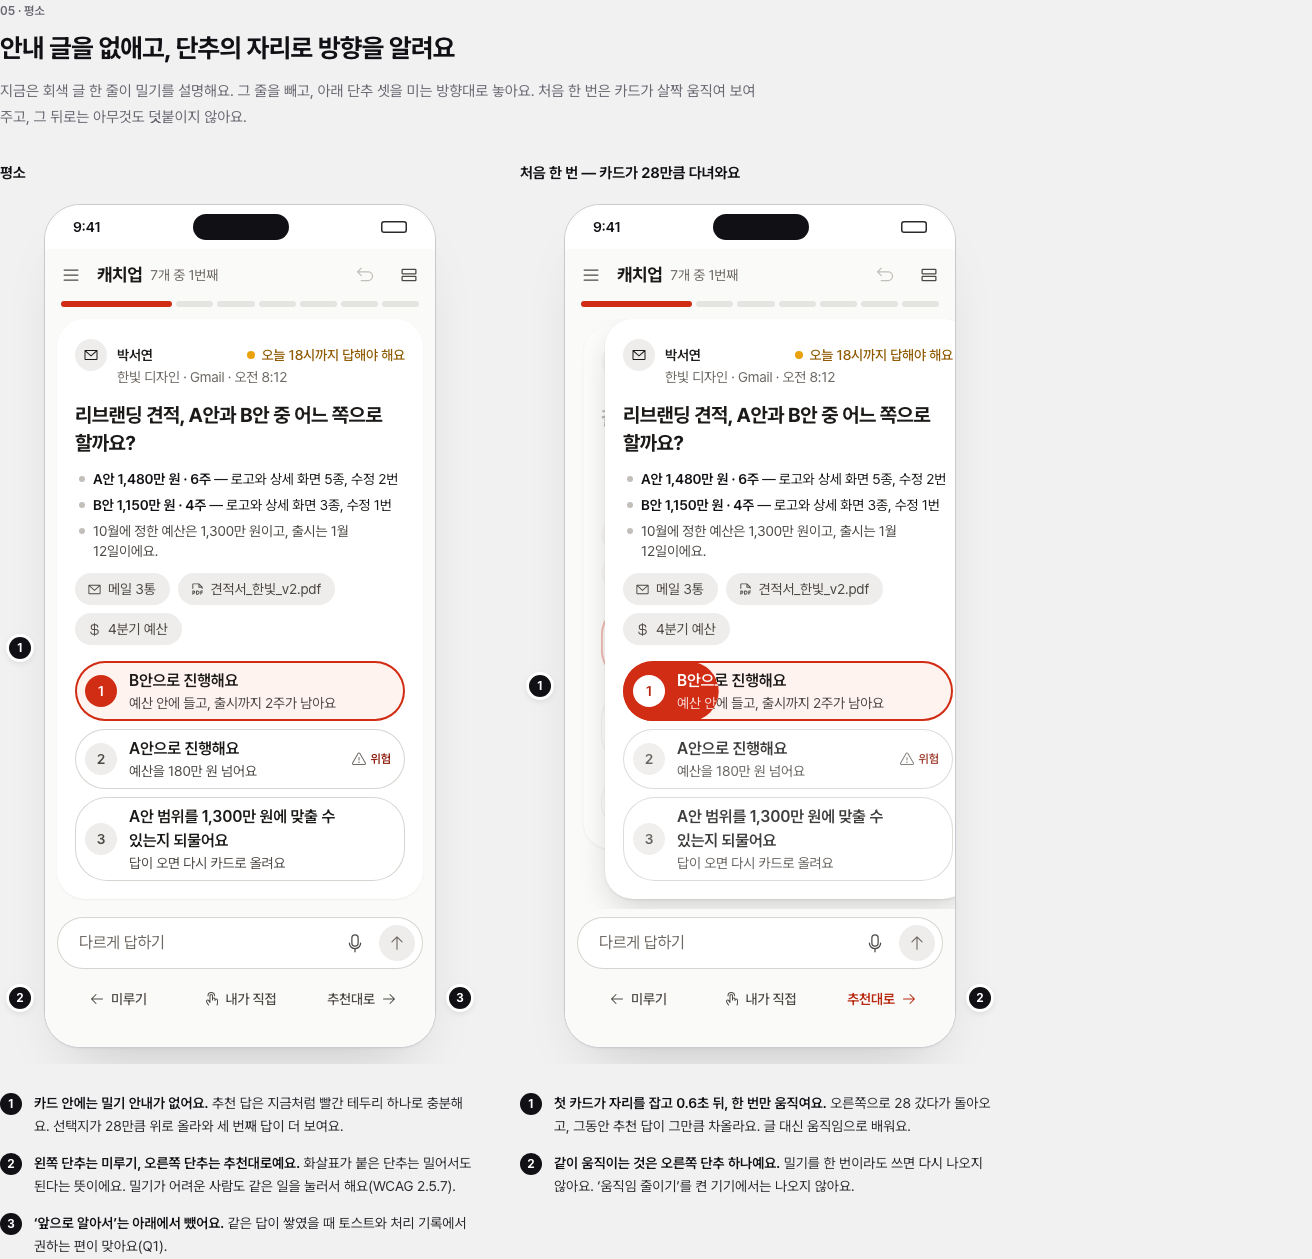 05 · 평소
안내 글을 없애고, 단추의 자리로 방향을 알려요
지금은 회색 글 한 줄이 밀기를 설명해요. 그 줄을 빼고, 아래 단추 셋을 미는 방향대로 놓아요. 처음 한 번은 카드가 살짝 움직여 보여
주고, 그 뒤로는 아무것도 덧붙이지 않아요.
평소
9:41
캐치업 7개 중 1번째
박서연
오늘 18시까지 답해야 해요
한빛 디자인 · Gmail · 오전 8:12
리브랜딩 견적, A안과 B안 중 어느 쪽으로
할까요?
A안 1,480만 원 · 6주 — 로고와 상세 화면 5종, 수정 2번
B안 1,150만 원 · 4주 — 로고와 상세 화면 3종, 수정 1번
10월에 정한 예산은 1,300만 원이고, 출시는 1월
12일이에요.
메일 3통
견적서_한빛_v2.pdf
4분기 예산
1
1
B안으로 진행해요
예산 안에 들고, 출시까지 2주가 남아요
2
A안으로 진행해요
예산을 180만 원 넘어요
위험
3
A안 범위를 1,300만 원에 맞출 수
있는지 되물어요
답이 오면 다시 카드로 올려요
다르게 답하기
2
미루기
내가 직접
추천대로
3
1 카드 안에는 밀기 안내가 없어요. 추천 답은 지금처럼 빨간 테두리 하나로 충분해
요. 선택지가 28만큼 위로 올라와 세 번째 답이 더 보여요.
2 왼쪽 단추는 미루기, 오른쪽 단추는 추천대로예요. 화살표가 붙은 단추는 밀어서도
된다는 뜻이에요. 밀기가 어려운 사람도 같은 일을 눌러서 해요(WCAG 2.5.7).
3 ‘앞으로 알아서’는 아래에서 뺐어요. 같은 답이 쌓였을 때 토스트와 처리 기록에서
권하는 편이 맞아요(Q1).
처음 한 번 — 카드가 28만큼 다녀와요
9:41
캐치업 7개 중 1번째
박서연
오늘 18시까지 답해야 해요
한빛 디자인 · Gmail · 오전 8:12
리브랜딩 견적, A안과 B안 중 어느 쪽으로
할까요?
A안 1,480만 원 · 6주 — 로고와 상세 화면 5종, 수정 2번
B안 1,150만 원 · 4주 — 로고와 상세 화면 3종, 수정 1번
10월에 정한 예산은 1,300만 원이고, 출시는 1월
12일이에요.
메일 3통
견적서_한빛_v2.pdf
4분기 예산
1
1
B안으로 진행해요
예산 안에 들고, 출시까지 2주가 남아요
2
A안으로 진행해요
예산을 180만 원 넘어요
위험
3
A안 범위를 1,300만 원에 맞출 수
있는지 되물어요
답이 오면 다시 카드로 올려요
다르게 답하기
미루기
내가 직접
추천대로
2
1 첫 카드가 자리를 잡고 0.6초 뒤, 한 번만 움직여요. 오른쪽으로 28 갔다가 돌아오
고, 그동안 추천 답이 그만큼 차올라요. 글 대신 움직임으로 배워요.
2 같이 움직이는 것은 오른쪽 단추 하나예요. 밀기를 한 번이라도 쓰면 다시 나오지
않아요. ‘움직임 줄이기’를 켠 기기에서는 나오지 않아요.